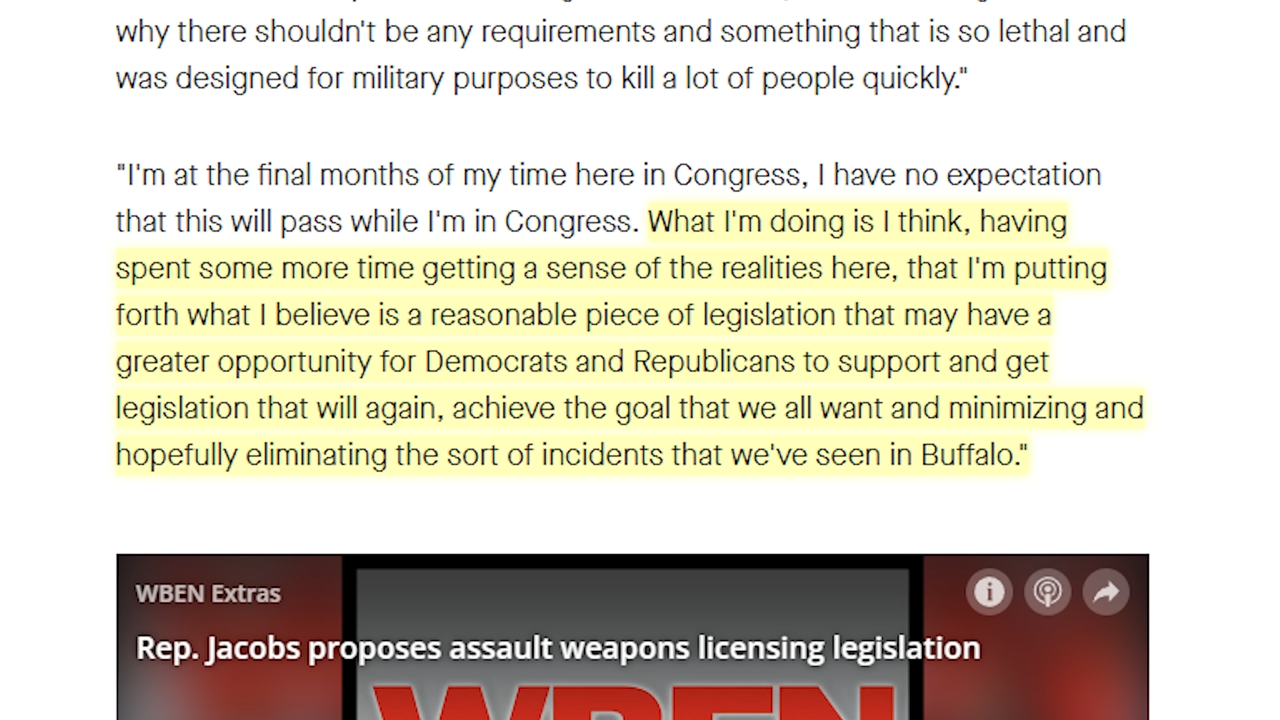 why there shouldn't be any requirements and something that is so lethal and
was designed for military purposes to kill a lot of people quickly."
"I'm at the final months of my time here in Congress, I have no expectation
that this will pass while I'm in Congress. What I'm doing is I think, having
spent some more time getting a sense of the realities here, that I'm putting
forth what I believe is a reasonable piece of legislation that may have a
greater opportunity for Democrats and Republicans to support and get
legislation that will again, achieve the goal that we all want and minimizing and
hopefully eliminating the sort of incidents that we've seen in Buffalo."
WBEN Extras
Rep. Jacobs proposes assault weapons licensing legislation
WBEN